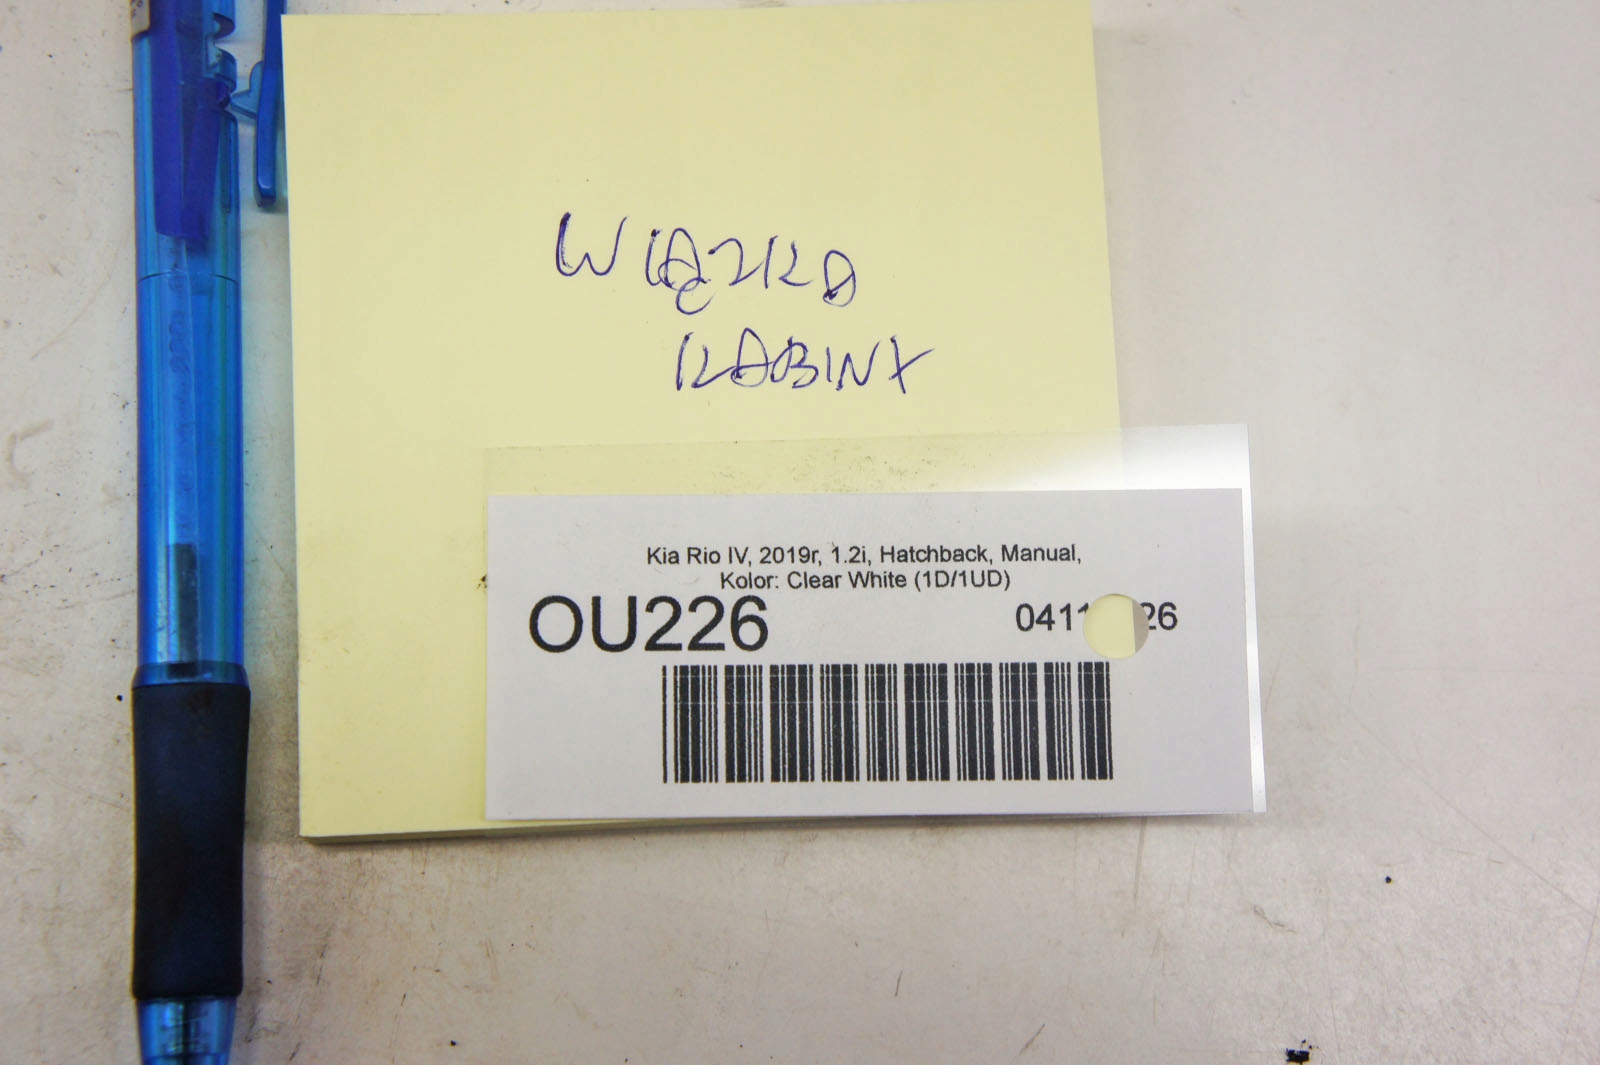 WIĄZKA
KABINY
Kia Rio IV, 2019r, 1.2i, Hatchback, Manual,
Kolor: Clear White (1D/1UD)
OU226